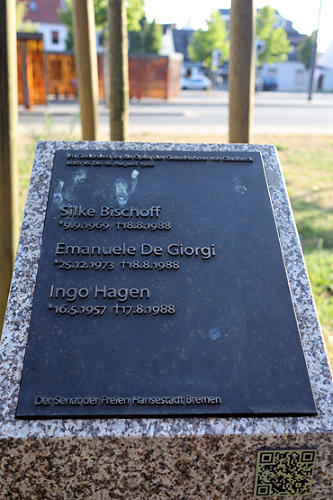 Im Gedenken an die Opfer der Geiselnahme von Gladbeck
vom 16. bis 18. August 1988
Silke Bischoff
*9.9.1969 †18.8.1988
Emanuele De Giorgi
*25.12.1973 †18.8.1988
Ingo Hagen
*16.5.1957 †17.8.1988
Der Senat der Freien Hansestadt Bremen